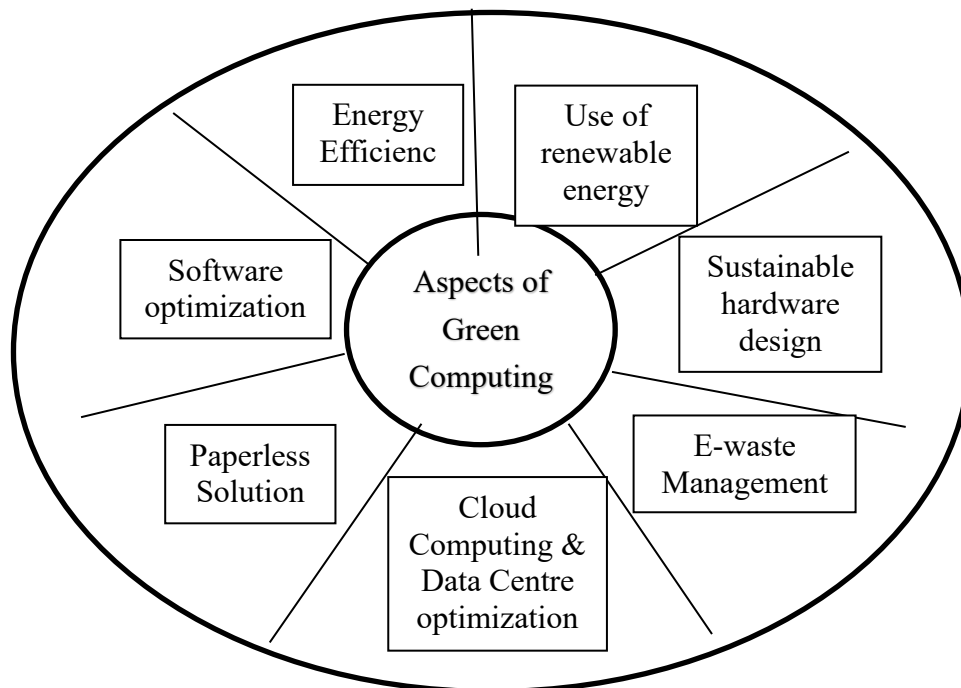 Energy
Efficienc
Use of
renewable
energy
Software
optimization
Aspects of
Green
Computing
Sustainable
hardware
design
Paperless
Solution
Cloud
Computing &
Data Centre
optimization
E-waste
Management